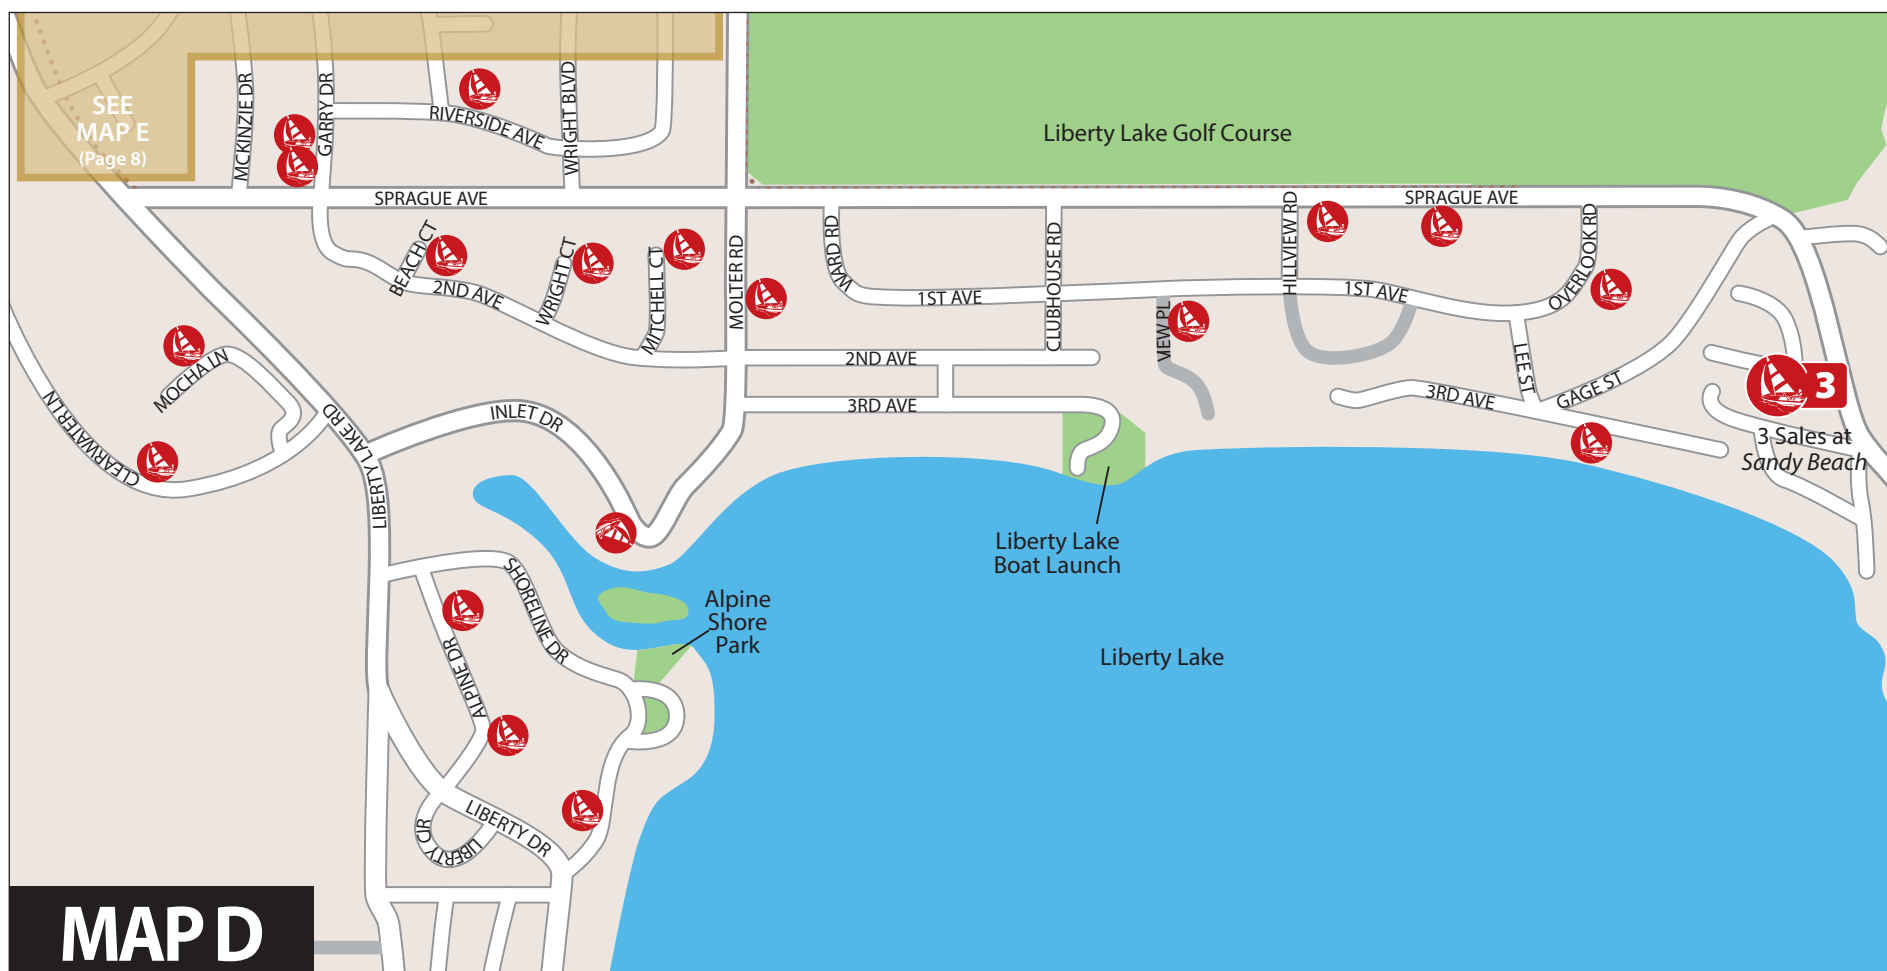 SEE
MAP E
(Page 8)
MCKINZIE DR
GARRY DR
RIVERSIDE AVE
WRIGHT BLVD
Liberty Lake Golf Course
SPRAGUE AVE
SPRAGUE AVE
BEACH CT
WRIGHT CT
MITCHELL CT
MOLTER RD
WARD RD
CLUBHOUSE RD
HILLVIEW RD
OVERLOOK RD
2ND AVE
1ST AVE
1ST AVE
VIEW PL
MOCHA LN
2ND AVE
LEE ST
GAGE ST
3
CLEARWATER LN
LIBERTY LAKE RD
INLET DR
3RD AVE
3RD AVE
3 Sales at
Sandy Beach
LIBERTY LAKE RD
Liberty Lake
Boat Launch
SHORELINE DR
Alpine
Shore
Park
ALPINE DR
Liberty Lake
LIBERTY DR
LIBERTY CIR
MAP D